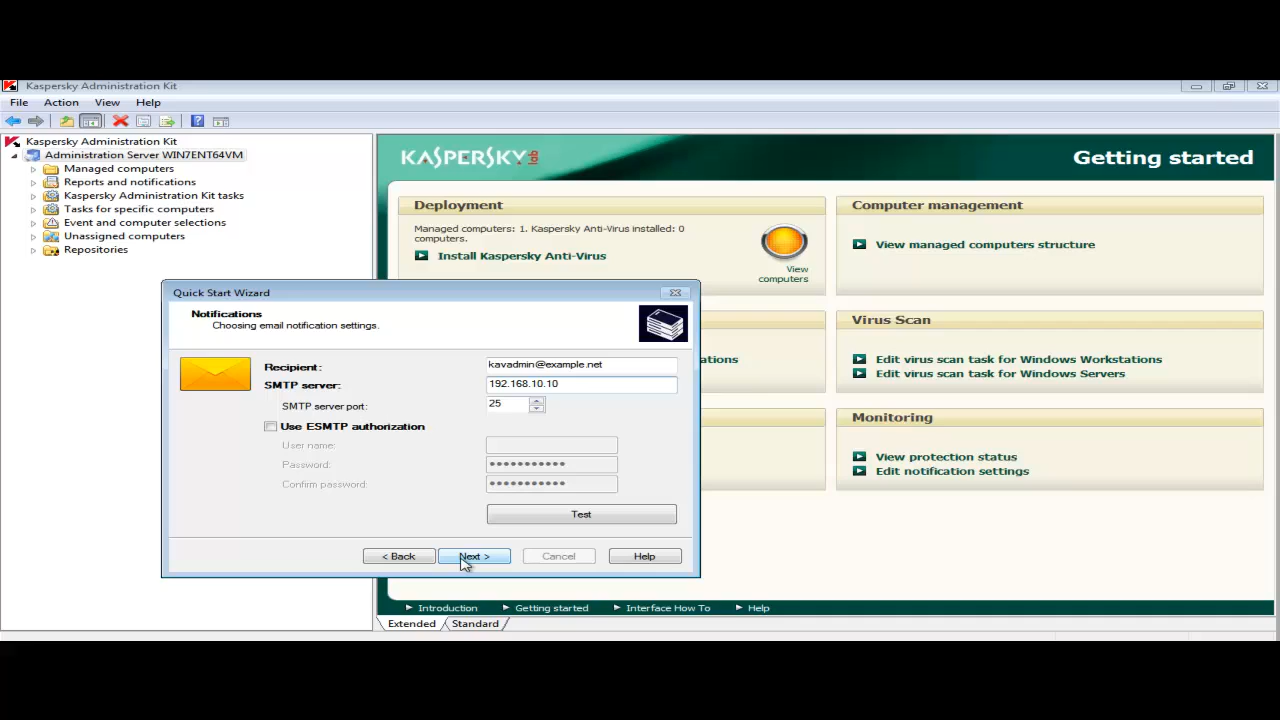 Kaspersky Administration Kit
File Action View Help
Kaspersky Administration Kit
Administration Server WIN7ENT64VM
Managed computers
Reports and notifications
Kaspersky Administration Kit tasks
Tasks for specific computers
Event and computer selections
Unassigned computers
Repositories
KASPERSKY lab
Getting started
Deployment
Managed computers: 1. Kaspersky Anti-Virus installed: 0
computers.
Install Kaspersky Anti-Virus
View
computers
Computer management
View managed computers structure
Virus Scan
Edit virus scan task for Windows Workstations
Edit virus scan task for Windows Servers
Monitoring
View protection status
Edit notification settings
Quick Start Wizard
Notifications
Choosing email notification settings.
Recipient: kavadmin@example.net
SMTP server: 192.168.10.10
SMTP server port: 25
Use ESMTP authorization
User name:
Password: •••••••••••
Confirm password: •••••••••••
Test
< Back Next > Cancel Help
Introduction Getting started Interface How To Help
Extended Standard